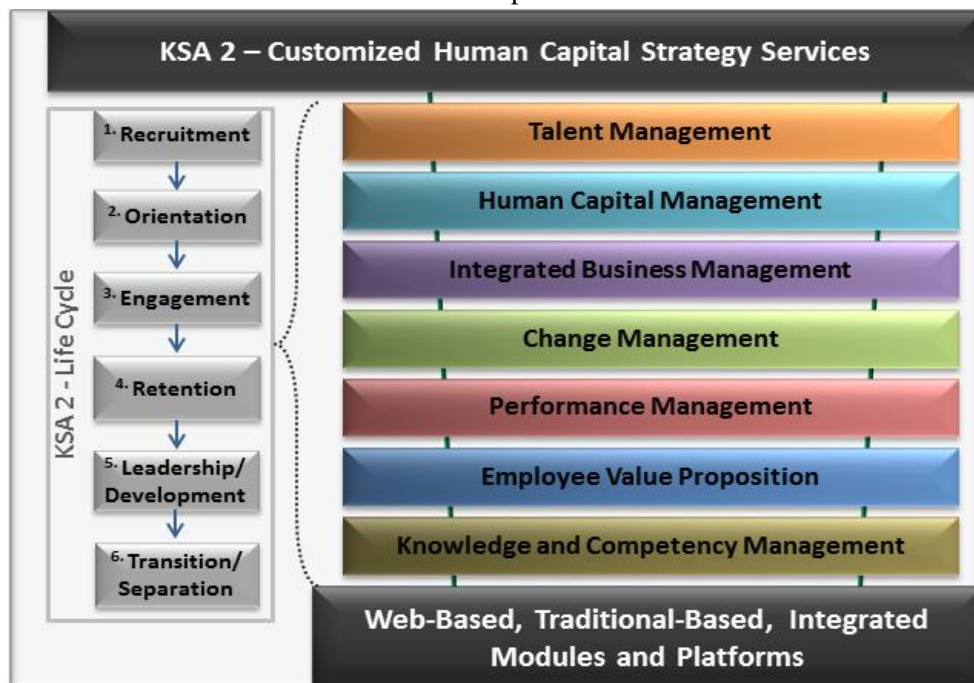 KSA 2 – Customized Human Capital Strategy Services
KSA 2 - Life Cycle
1. Recruitment
2. Orientation
3. Engagement
4. Retention
5. Leadership/
Development
6. Transition/
Separation
Talent Management
Human Capital Management
Integrated Business Management
Change Management
Performance Management
Employee Value Proposition
Knowledge and Competency Management
Web-Based, Traditional-Based, Integrated
Modules and Platforms